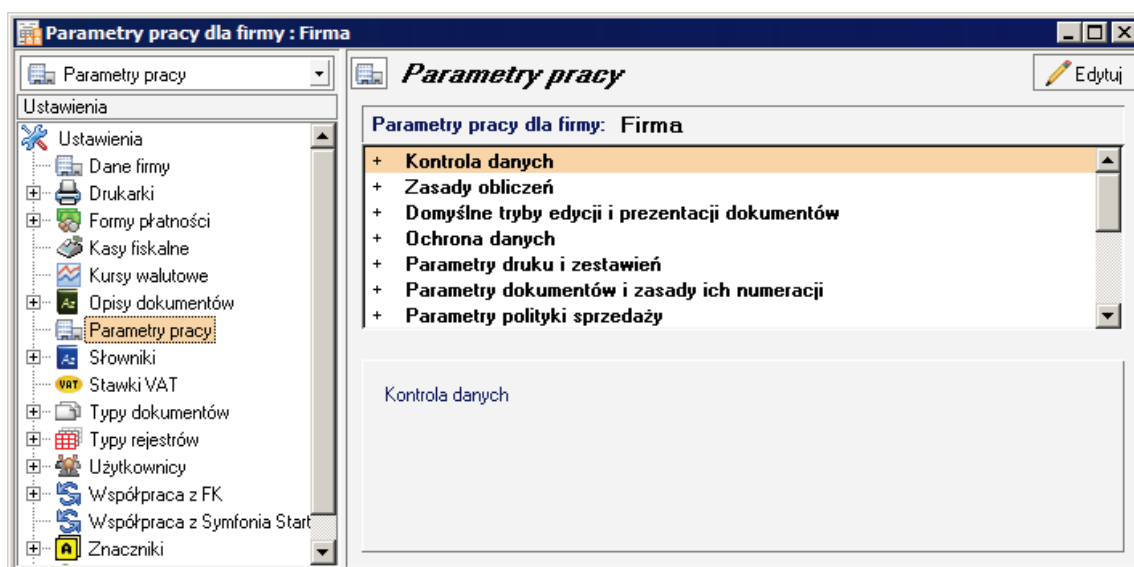 Parametry pracy dla firmy : Firma
Parametry pracy
Ustawienia
Ustawienia
Dane firmy
Drukarki
Formy płatności
Kasy fiskalne
Kursy walutowe
Opisy dokumentów
Parametry pracy
Słowniki
Stawki VAT
Typy dokumentów
Typy rejestrów
Użytkownicy
Współpraca z FK
Współpraca z Symfonia Start
Znaczniki
Parametry pracy
Edytuj
Parametry pracy dla firmy: Firma
+ Kontrola danych
+ Zasady obliczeń
+ Domyślne tryby edycji i prezentacji dokumentów
+ Ochrona danych
+ Parametry druku i zestawień
+ Parametry dokumentów i zasady ich numeracji
+ Parametry polityki sprzedaży
Kontrola danych